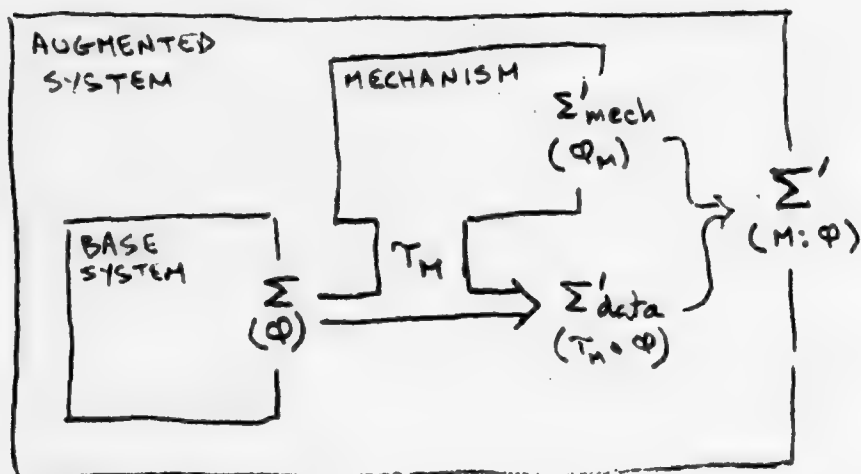 AUGMENTED
SYSTEM
MECHANISM
Σ'mech
(φ_M)
Σ'
(M:φ)
BASE
SYSTEM
Σ
(φ)
T_M
Σ'data
(T_M∘φ)